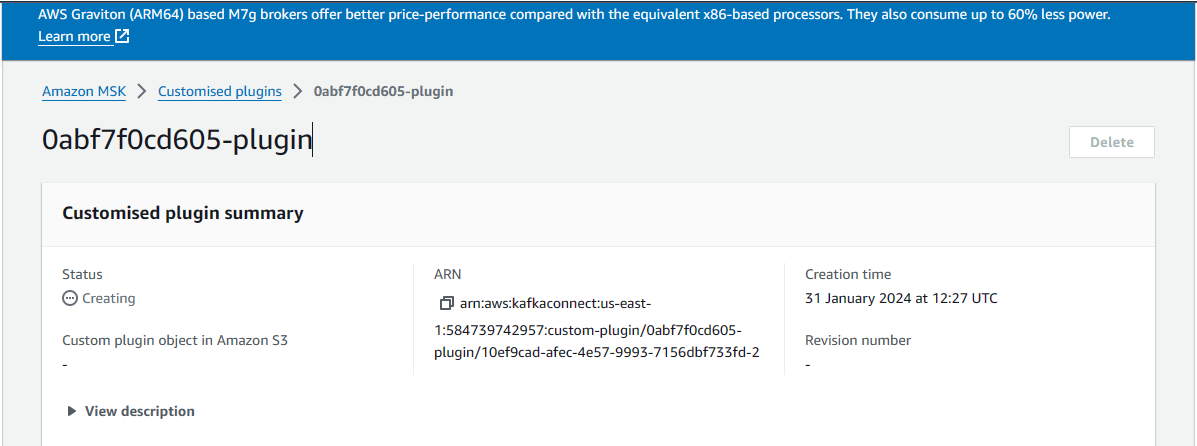 AWS Graviton (ARM64) based M7g brokers offer better price-performance compared with the equivalent x86-based processors. They also consume up to 60% less power.
Learn more
Amazon MSK > Customised plugins > 0abf7f0cd605-plugin
0abf7f0cd605-plugin
Delete
Customised plugin summary
Status
Creating
Custom plugin object in Amazon S3
-
ARN
arn:aws:kafkaconnect:us-east-
1:584739742957:custom-plugin/0abf7f0cd605-
plugin/10ef9cad-afec-4e57-9993-7156dbf733fd-2
Creation time
31 January 2024 at 12:27 UTC
Revision number
-
View description